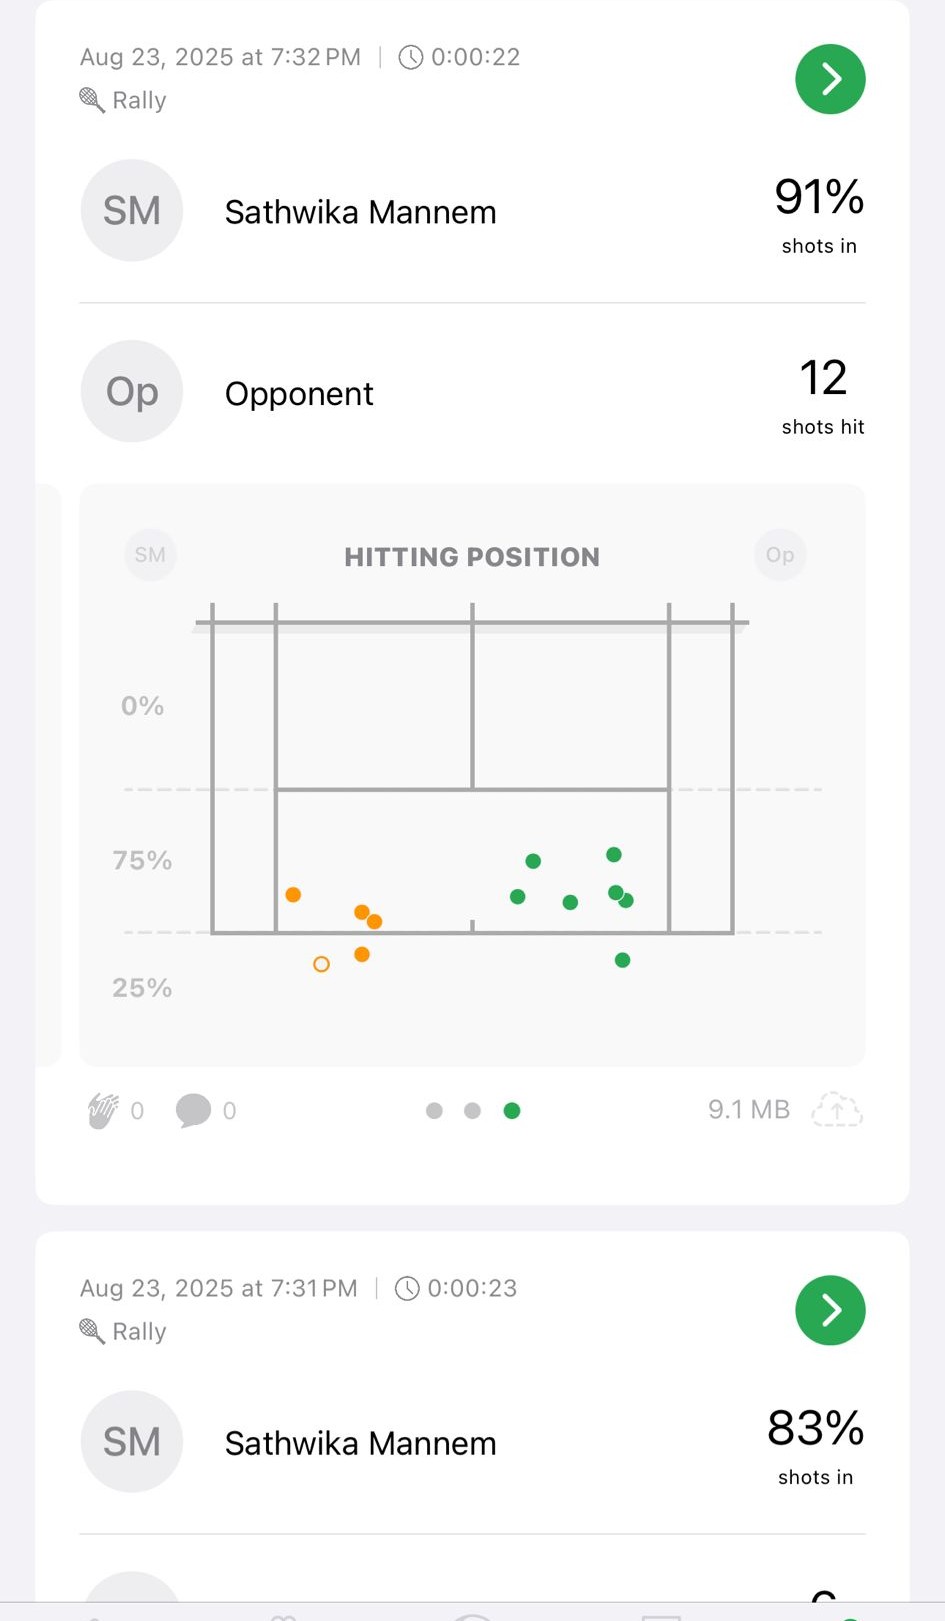 Aug 23, 2025 at 7:32 PM | 0:00:22
Rally
SM Sathwika Mannem 91%
shots in
Op Opponent 12
shots hit
SM HITTING POSITION Op
0%
75%
25%
0 0 9.1 MB
Aug 23, 2025 at 7:31 PM | 0:00:23
Rally
SM Sathwika Mannem 83%
shots in